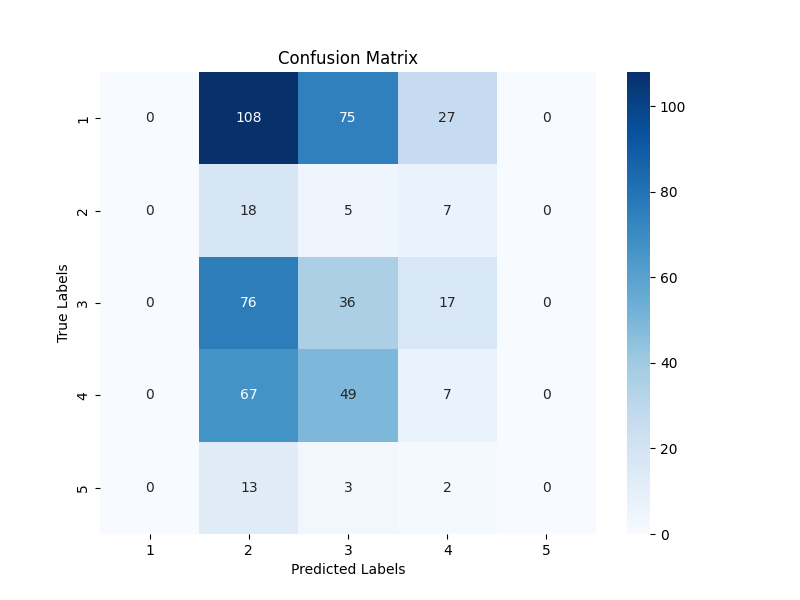 Confusion Matrix
1 0 108 75 27 0
2 0 18 5 7 0
3 0 76 36 17 0
4 0 67 49 7 0
5 0 13 3 2 0
1 2 3 4 5
Predicted Labels
True Labels
100
80
60
40
20
0